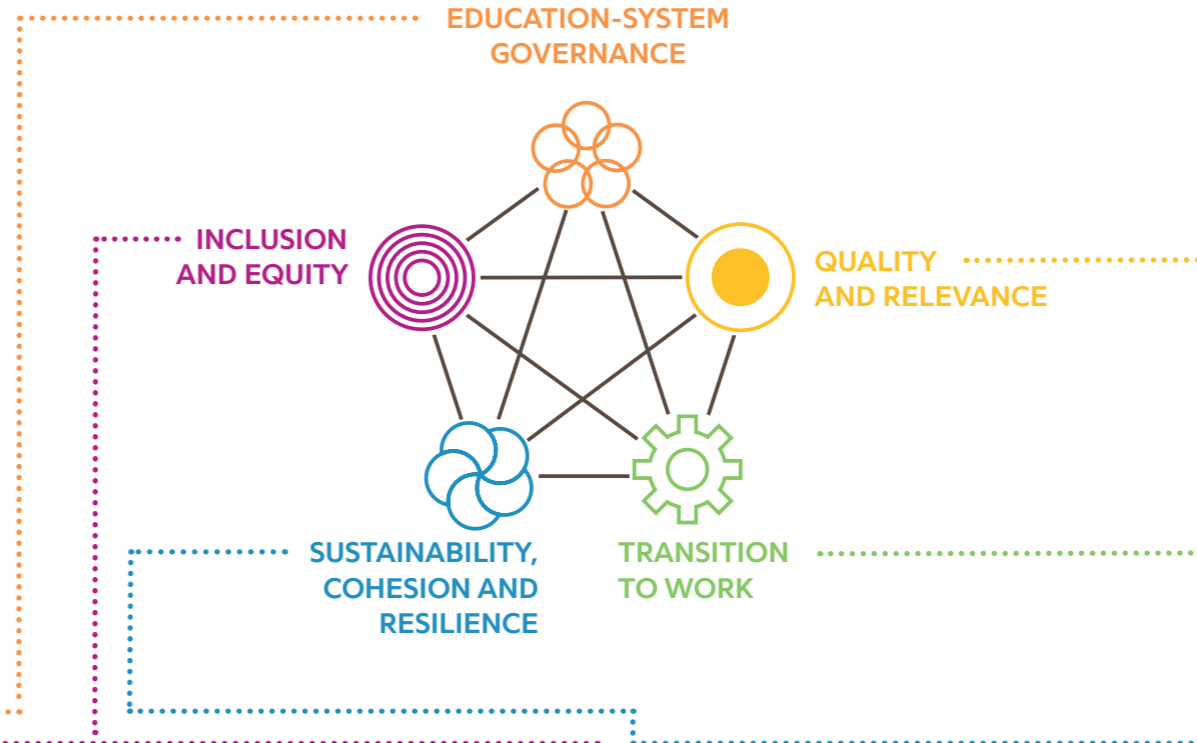 EDUCATION-SYSTEM
GOVERNANCE
INCLUSION
AND EQUITY
QUALITY
AND RELEVANCE
SUSTAINABILITY,
COHESION AND
RESILIENCE
TRANSITION
TO WORK